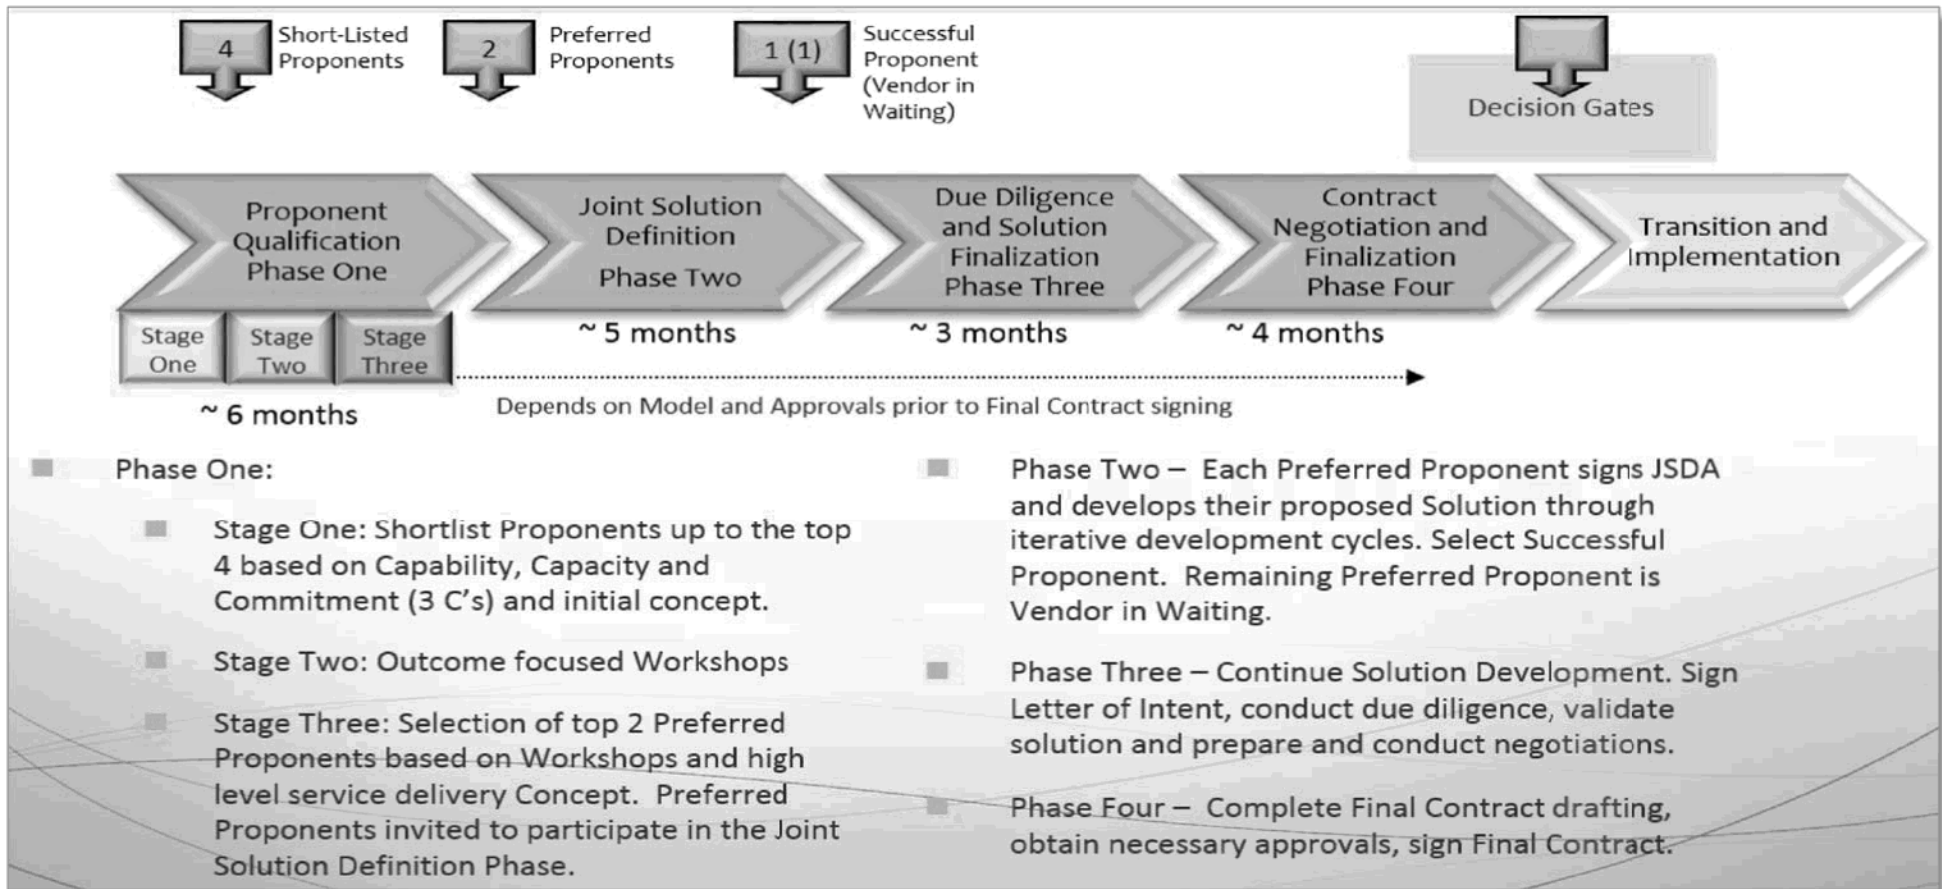 4
Short-Listed
Proponents
2
Preferred
Proponents
1 (1)
Successful
Proponent
(Vendor in
Waiting)
Decision Gates
Proponent
Qualification
Phase One
Joint Solution
Definition
Phase Two
Due Diligence
and Solution
Finalization
Phase Three
Contract
Negotiation and
Finalization
Phase Four
Transition and
Implementation
Stage
One
Stage
Two
Stage
Three
~ 6 months
~ 5 months
~ 3 months
~ 4 months
Depends on Model and Approvals prior to Final Contract signing
Phase One:
Stage One: Shortlist Proponents up to the top
4 based on Capability, Capacity and
Commitment (3 C's) and initial concept.
Stage Two: Outcome focused Workshops
Stage Three: Selection of top 2 Preferred
Proponents based on Workshops and high
level service delivery Concept. Preferred
Proponents invited to participate in the Joint
Solution Definition Phase.
Phase Two – Each Preferred Proponent signs JSDA
and develops their proposed Solution through
iterative development cycles. Select Successful
Proponent. Remaining Preferred Proponent is
Vendor in Waiting.
Phase Three – Continue Solution Development. Sign
Letter of Intent, conduct due diligence, validate
solution and prepare and conduct negotiations.
Phase Four – Complete Final Contract drafting,
obtain necessary approvals, sign Final Contract.